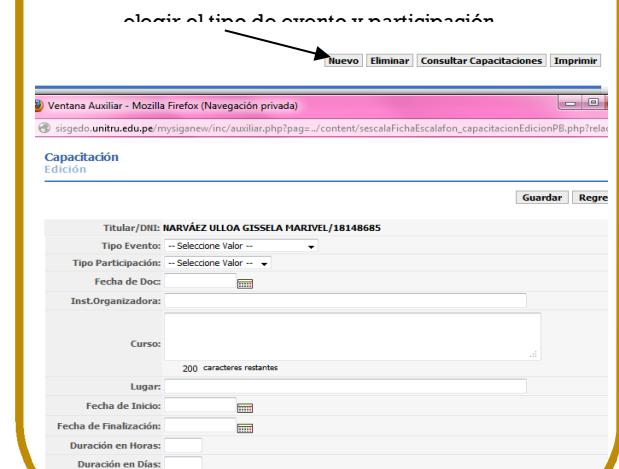 elegir el tipo de evento y participación
Nuevo Eliminar Consultar Capacitaciones Imprimir
Ventana Auxiliar - Mozilla Firefox (Navegación privada)
sisgedo.unitru.edu.pe/mysiganew/inc/auxiliar.php?pag=../content/sescalaFichaEscalafon_capacitacionEdicionPB.php?relac
Capacitación
Edición
Guardar Regre
Titular/DNI: NARVÁEZ ULLOA GISSELA MARIVEL/18148685
Tipo Evento: -- Seleccione Valor --
Tipo Participación: -- Seleccione Valor --
Fecha de Doc:
Inst.Organizadora:
Curso:
200 caracteres restantes
Lugar:
Fecha de Inicio:
Fecha de Finalización:
Duración en Horas:
Duración en Días: